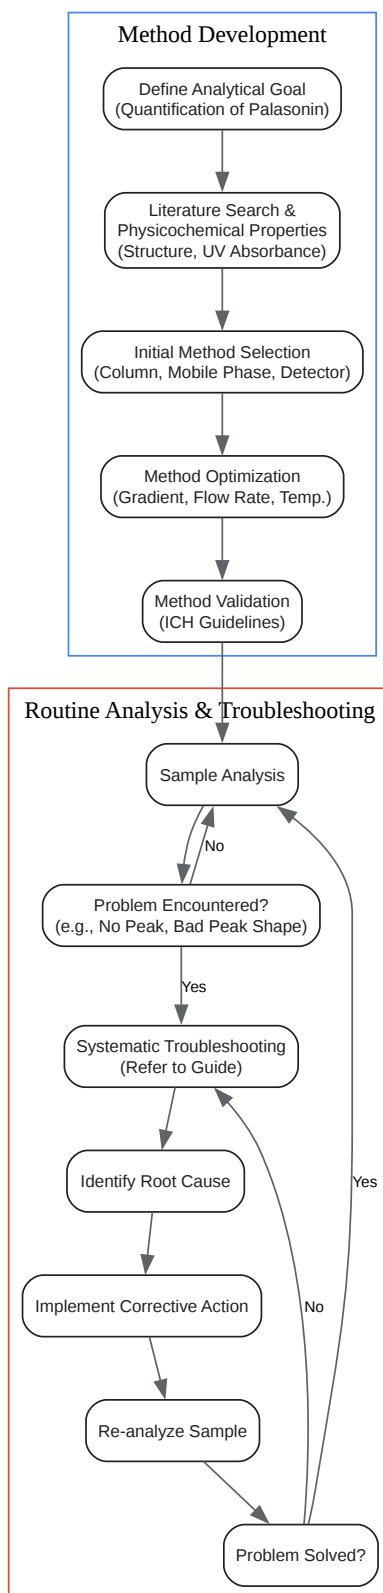 Method Development
Define Analytical Goal
(Quantification of Palasonin)
Literature Search &
Physicochemical Properties
(Structure, UV Absorbance)
Initial Method Selection
(Column, Mobile Phase, Detector)
Method Optimization
(Gradient, Flow Rate, Temp.)
Method Validation
(ICH Guidelines)
Routine Analysis & Troubleshooting
Sample Analysis
No
Problem Encountered?
(e.g., No Peak, Bad Peak Shape)
Yes
Systematic Troubleshooting
(Refer to Guide)
Identify Root Cause
Yes
Implement Corrective Action
No
Re-analyze Sample
Problem Solved?